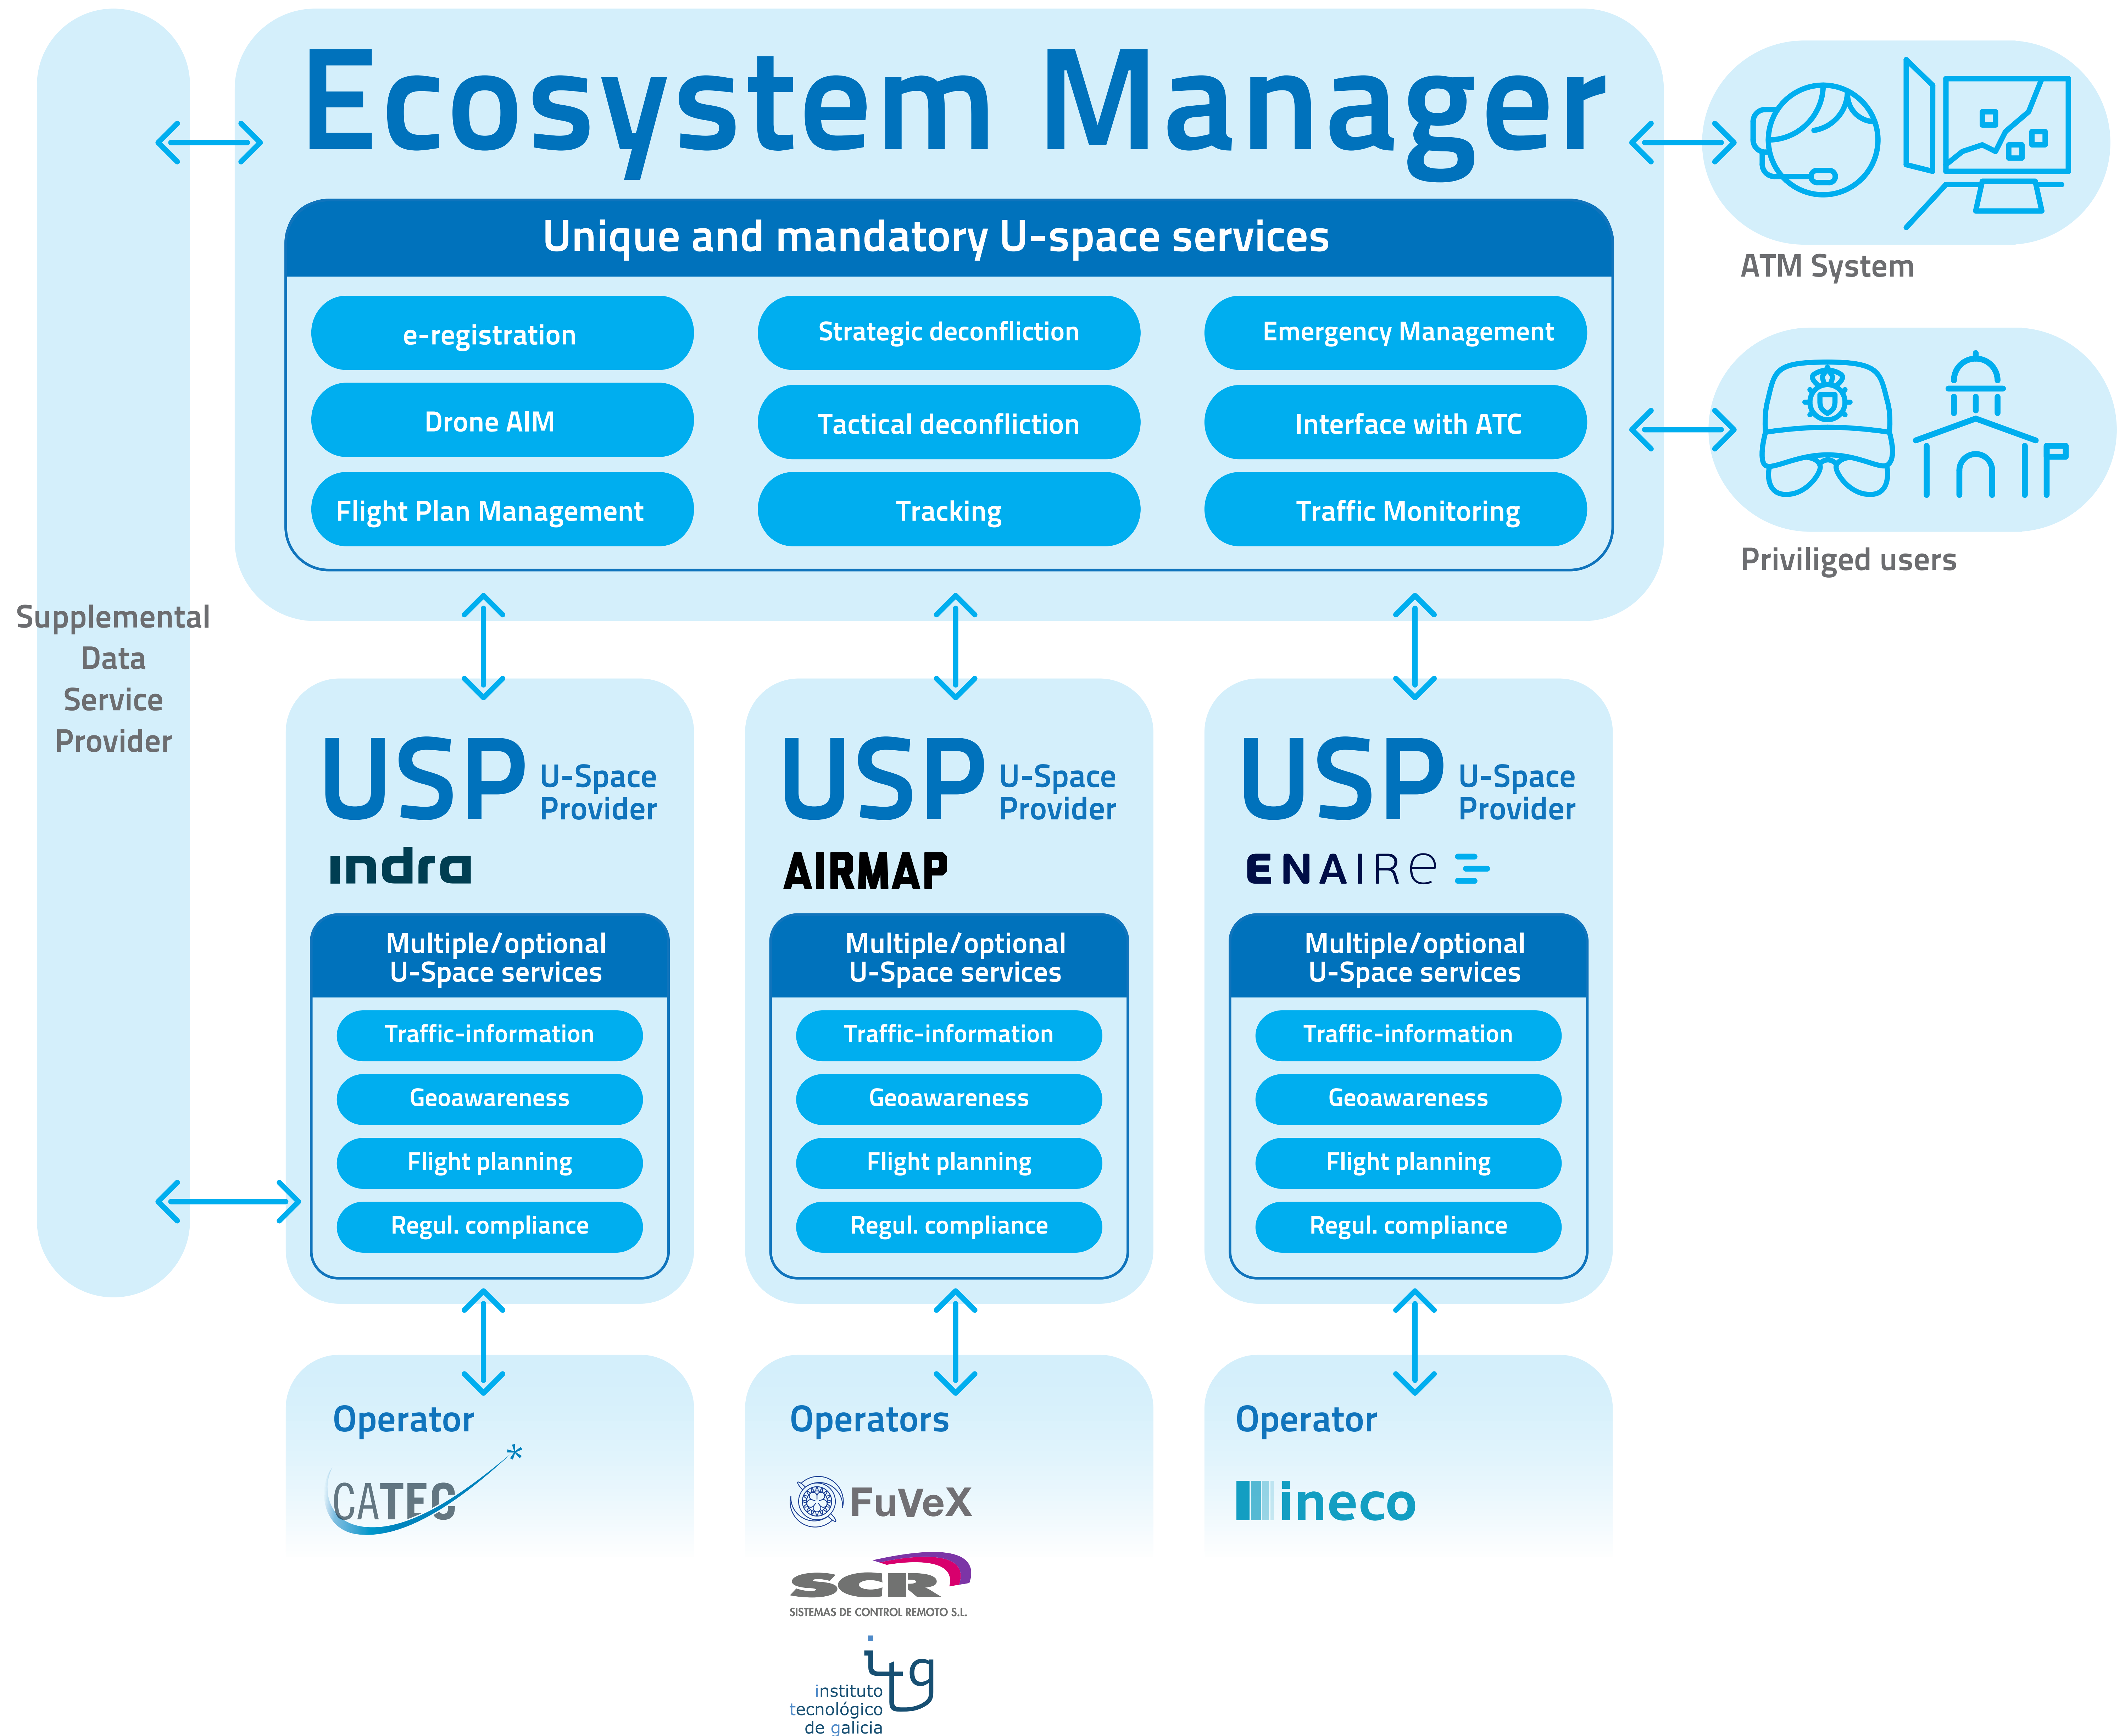 Ecosystem Manager
Unique and mandatory U-space services
e-registration
Strategic deconfliction
Emergency Management
Drone AIM
Tactical deconfliction
Interface with ATC
Flight Plan Management
Tracking
Traffic Monitoring
ATM System
Priviliged users
Supplemental
Data
Service
Provider
USP
U-Space
Provider
indra
Multiple/optional
U-Space services
Traffic-information
Geoawareness
Flight planning
Regul. compliance
USP
U-Space
Provider
AIRMAP
Multiple/optional
U-Space services
Traffic-information
Geoawareness
Flight planning
Regul. compliance
USP
U-Space
Provider
ENAIRe
Multiple/optional
U-Space services
Traffic-information
Geoawareness
Flight planning
Regul. compliance
Operator
CATEC
Operators
FuVeX
SCR
SISTEMAS DE CONTROL REMOTO S.L.
itg
instituto
tecnológico
de galicia
Operator
ineco